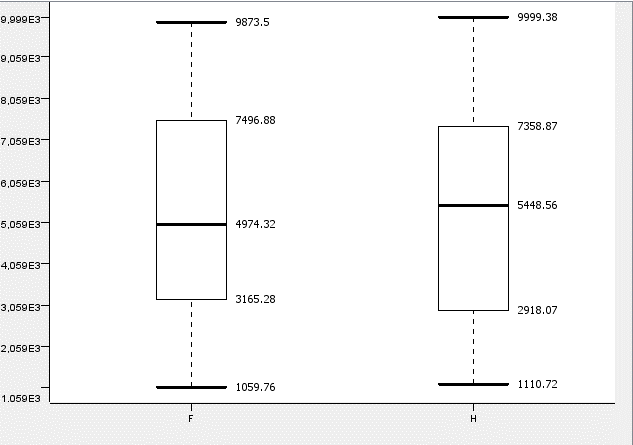 9,999E3
9873.5
9999.38
9,059E3
8,059E3
7496.88
7358.87
7,059E3
6,059E3
5448.56
5,059E3
4974.32
4,059E3
3165.28
2918.07
3,059E3
2,059E3
1059.76
1110.72
1.059E3
F
H